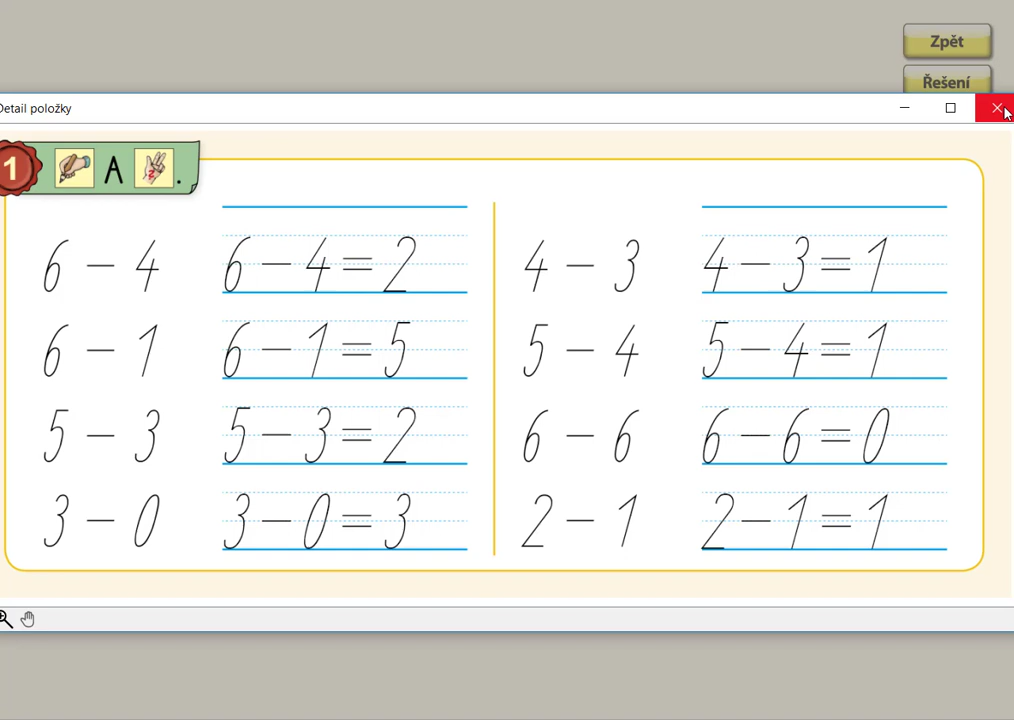 Zpět
Řešení
Detail položky
1 A 2.
6 – 4 6 – 4 = 2
6 – 1 6 – 1 = 5
5 – 3 5 – 3 = 2
3 – 0 3 – 0 = 3
4 – 3 4 – 3 = 1
5 – 4 5 – 4 = 1
6 – 6 6 – 6 = 0
2 – 1 2 – 1 = 1